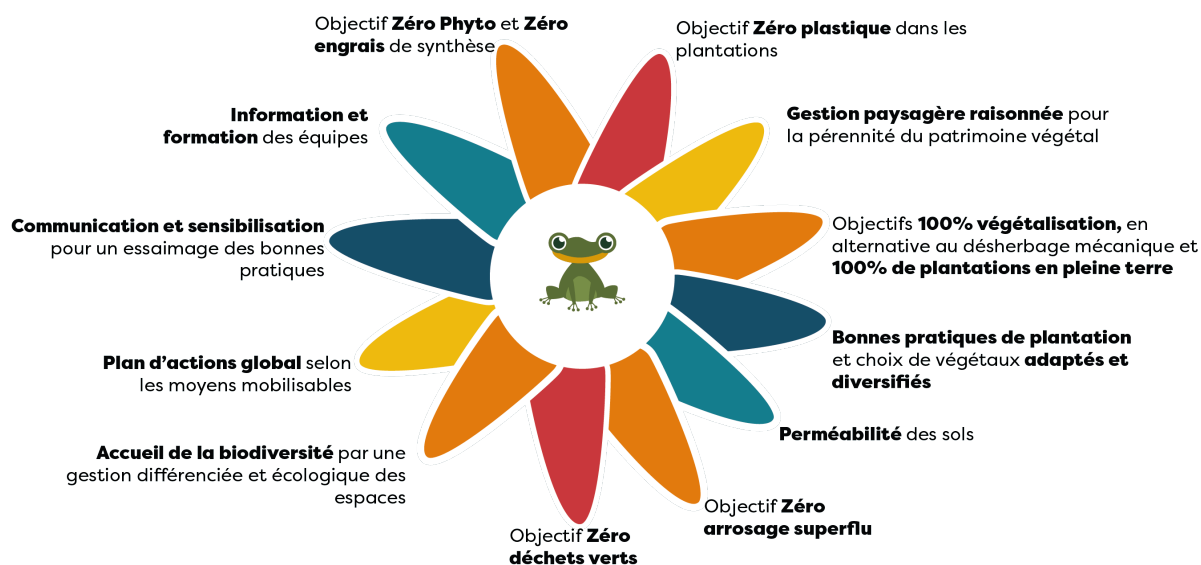 Objectif Zéro Phyto et Zéro
engrais de synthèse
Objectif Zéro plastique dans les
plantations
Information et
formation des équipes
Gestion paysagère raisonnée pour
la pérennité du patrimoine végétal
Communication et sensibilisation
pour un essaimage des bonnes
pratiques
Objectifs 100% végétalisation, en
alternative au désherbage mécanique et
100% de plantations en pleine terre
Plan d’actions global selon
les moyens mobilisables
Bonnes pratiques de plantation
et choix de végétaux adaptés et
diversifiés
Accueil de la biodiversité par une
gestion différenciée et écologique des
espaces
Perméabilité des sols
Objectif Zéro
déchets verts
Objectif Zéro
arrosage superflu